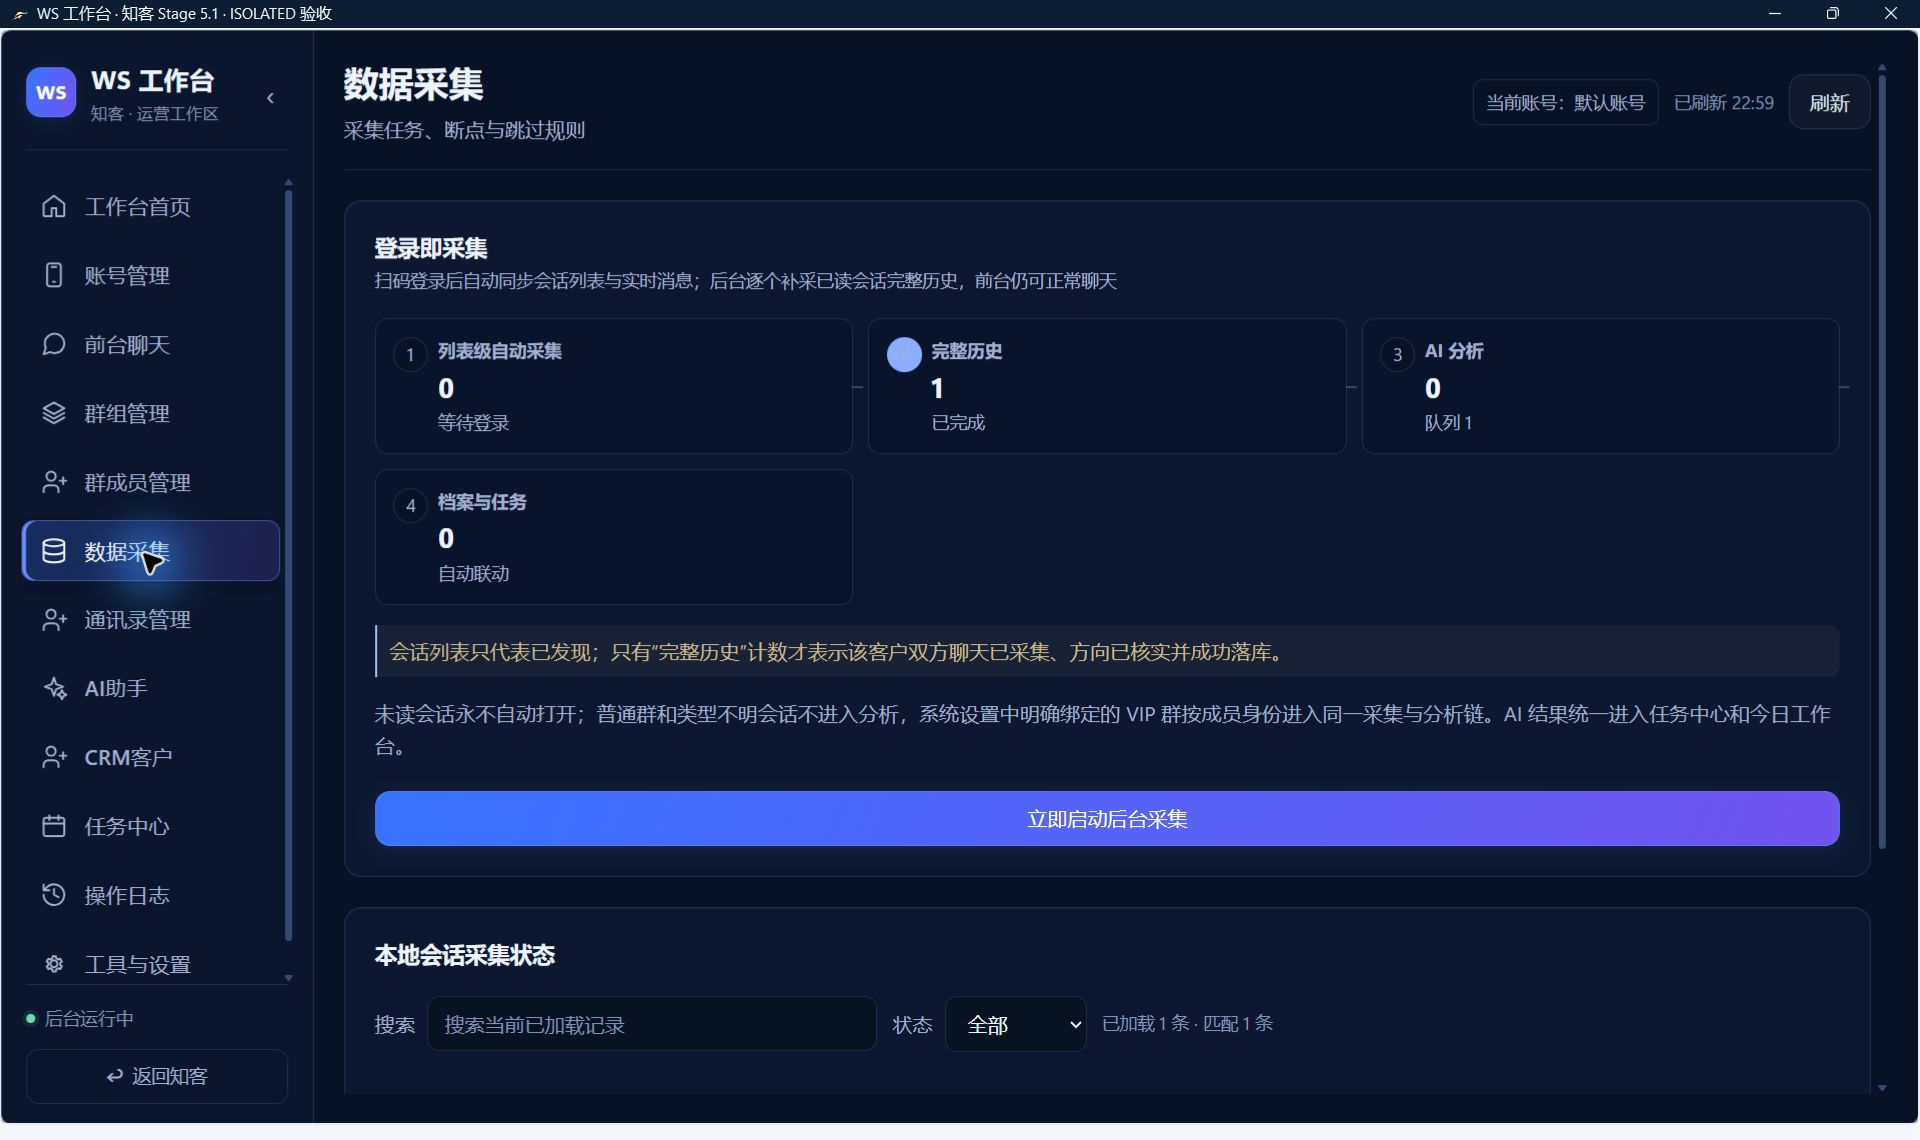 WS 工作台 · 知客 Stage 5.1 · ISOLATED 验收
WS
WS 工作台
知客 · 运营工作区
工作台首页
账号管理
前台聊天
群组管理
群成员管理
数据采集
通讯录管理
AI助手
CRM客户
任务中心
操作日志
工具与设置
后台运行中
返回知客
数据采集
采集任务、断点与跳过规则
当前账号：默认账号
已刷新 22:59
刷新
登录即采集
扫码登录后自动同步会话列表与实时消息；后台逐个补采已读会话完整历史，前台仍可正常聊天
1
列表级自动采集
0
等待登录
完整历史
1
已完成
3
AI 分析
0
队列 1
4
档案与任务
0
自动联动
会话列表只代表已发现；只有“完整历史”计数才表示该客户双方聊天已采集、方向已核实并成功落库。
未读会话永不自动打开；普通群和类型不明会话不进入分析，系统设置中明确绑定的 VIP 群按成员身份进入同一采集与分析链。AI 结果统一进入任务中心和今日工作
台。
立即启动后台采集
本地会话采集状态
搜索
搜索当前已加载记录
状态
全部
已加载 1 条 · 匹配 1 条